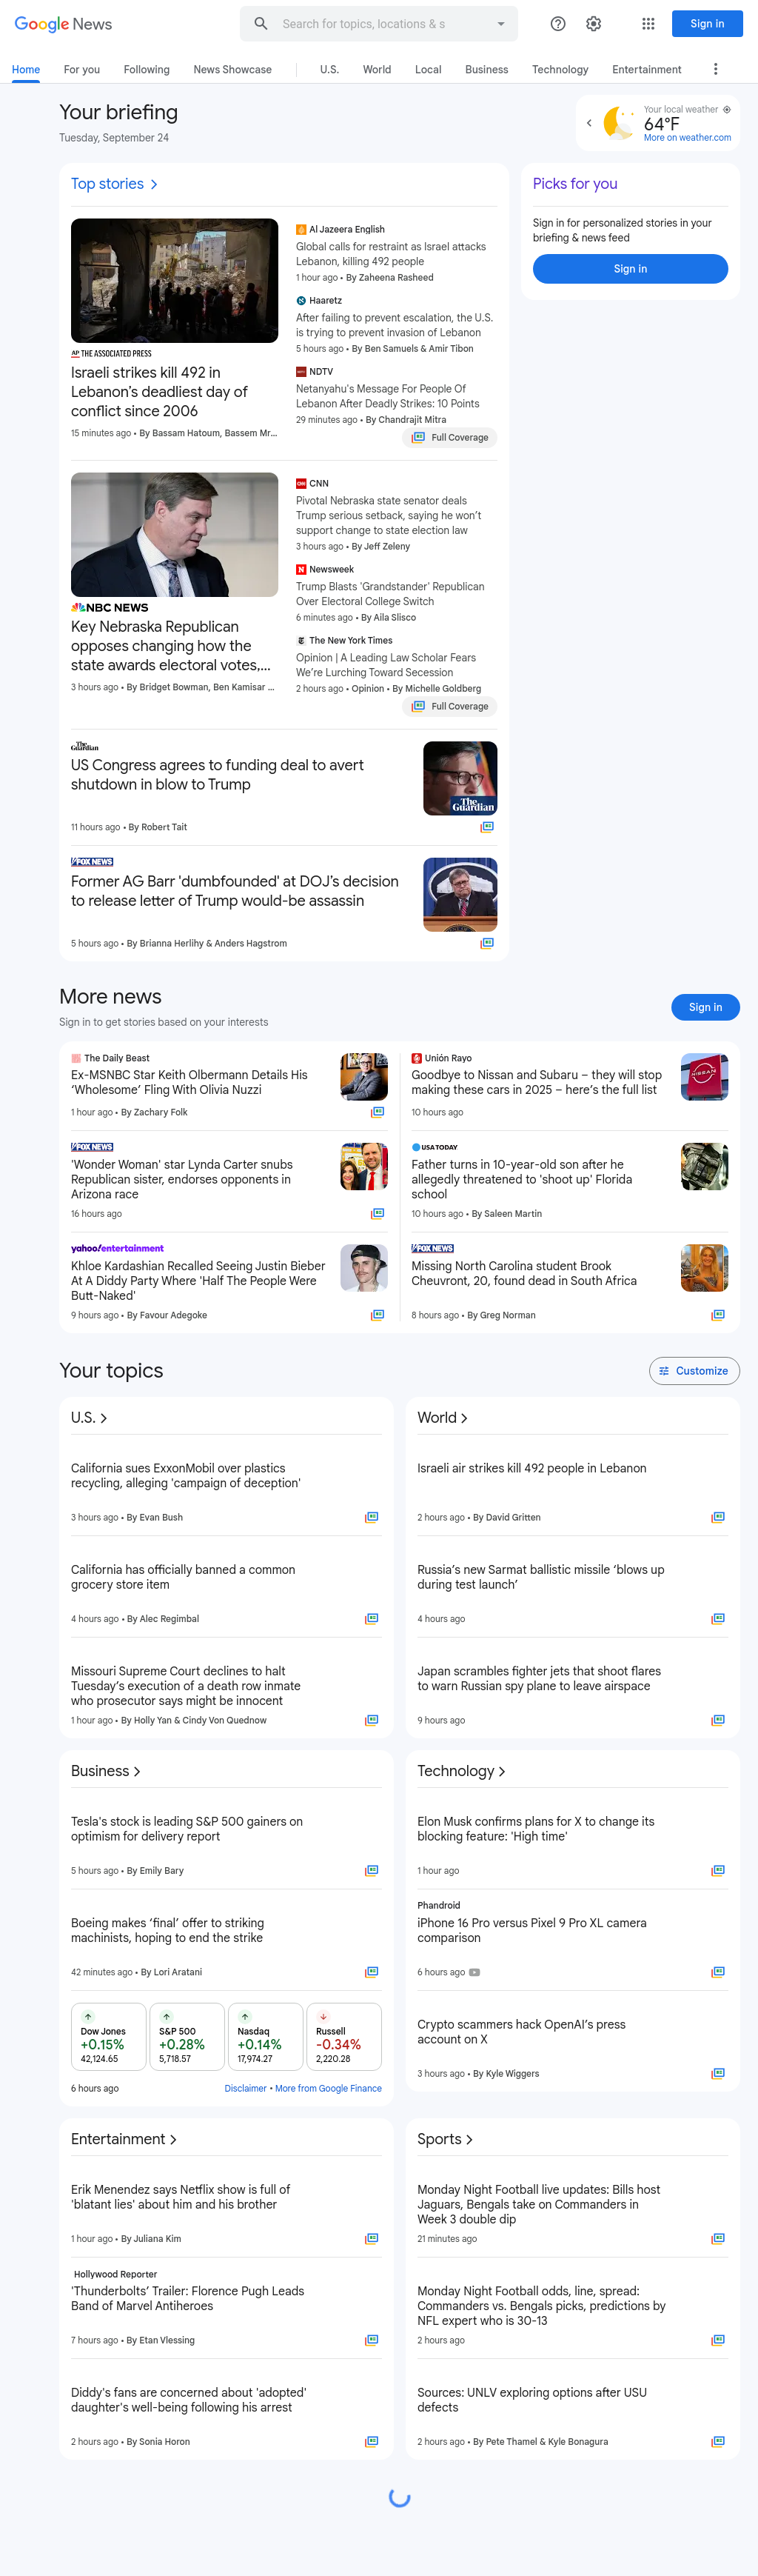 Google News
Search for topics, locations & s
Sign in
Home
For you
Following
News Showcase
U.S.
World
Local
Business
Technology
Entertainment
Your briefing
Tuesday, September 24
Your local weather
64°F
More on weather.com
Top stories
THE ASSOCIATED PRESS
Israeli strikes kill 492 in
Lebanon's deadliest day of
conflict since 2006
15 minutes ago • By Bassam Hatoum, Bassem Mr...
Al Jazeera English
Global calls for restraint as Israel attacks
Lebanon, killing 492 people
1 hour ago • By Zaheena Rasheed
Haaretz
After failing to prevent escalation, the U.S.
is trying to prevent invasion of Lebanon
5 hours ago • By Ben Samuels & Amir Tibon
NDTV
Netanyahu's Message For People Of
Lebanon After Deadly Strikes: 10 Points
29 minutes ago • By Chandrajit Mitra
Full Coverage
Picks for you
Sign in for personalized stories in your
briefing & news feed
Sign in
NBC NEWS
Key Nebraska Republican
opposes changing how the
state awards electoral votes,...
3 hours ago • By Bridget Bowman, Ben Kamisar ...
CNN
Pivotal Nebraska state senator deals
Trump serious setback, saying he won't
support change to state election law
3 hours ago • By Jeff Zeleny
Newsweek
Trump Blasts 'Grandstander' Republican
Over Electoral College Switch
6 minutes ago • By Aila Slisco
The New York Times
Opinion | A Leading Law Scholar Fears
We're Lurching Toward Secession
2 hours ago • Opinion • By Michelle Goldberg
Full Coverage
The Guardian
US Congress agrees to funding deal to avert
shutdown in blow to Trump
11 hours ago • By Robert Tait
The Guardian
FOX NEWS
Former AG Barr 'dumbfounded' at DOJ's decision
to release letter of Trump would-be assassin
5 hours ago • By Brianna Herlihy & Anders Hagstrom
More news
Sign in to get stories based on your interests
Sign in
The Daily Beast
Ex-MSNBC Star Keith Olbermann Details His
'Wholesome' Fling With Olivia Nuzzi
1 hour ago • By Zachary Folk
Unión Rayo
Goodbye to Nissan and Subaru – they will stop
making these cars in 2025 – here's the full list
10 hours ago
NISSAN
FOX NEWS
'Wonder Woman' star Lynda Carter snubs
Republican sister, endorses opponents in
Arizona race
16 hours ago
USA TODAY
Father turns in 10-year-old son after he
allegedly threatened to 'shoot up' Florida
school
10 hours ago • By Saleen Martin
yahoo!entertainment
Khloe Kardashian Recalled Seeing Justin Bieber
At A Diddy Party Where 'Half The People Were
Butt-Naked'
9 hours ago • By Favour Adegoke
FOX NEWS
Missing North Carolina student Brook
Cheuvront, 20, found dead in South Africa
8 hours ago • By Greg Norman
Your topics
Customize
U.S.
California sues ExxonMobil over plastics
recycling, alleging 'campaign of deception'
3 hours ago • By Evan Bush
California has officially banned a common
grocery store item
4 hours ago • By Alec Regimbal
Missouri Supreme Court declines to halt
Tuesday's execution of a death row inmate
who prosecutor says might be innocent
1 hour ago • By Holly Yan & Cindy Von Quednow
World
Israeli air strikes kill 492 people in Lebanon
2 hours ago • By David Gritten
Russia's new Sarmat ballistic missile 'blows up
during test launch'
4 hours ago
Japan scrambles fighter jets that shoot flares
to warn Russian spy plane to leave airspace
9 hours ago
Business
Tesla's stock is leading S&P 500 gainers on
optimism for delivery report
5 hours ago • By Emily Bary
Boeing makes 'final' offer to striking
machinists, hoping to end the strike
42 minutes ago • By Lori Aratani
Dow Jones
+0.15%
42,124.65
S&P 500
+0.28%
5,718.57
Nasdaq
+0.14%
17,974.27
Russell
-0.34%
2,220.28
6 hours ago
Disclaimer • More from Google Finance
Technology
Elon Musk confirms plans for X to change its
blocking feature: 'High time'
1 hour ago
Phandroid
iPhone 16 Pro versus Pixel 9 Pro XL camera
comparison
6 hours ago
Crypto scammers hack OpenAI's press
account on X
3 hours ago • By Kyle Wiggers
Entertainment
Erik Menendez says Netflix show is full of
'blatant lies' about him and his brother
1 hour ago • By Juliana Kim
Hollywood Reporter
'Thunderbolts' Trailer: Florence Pugh Leads
Band of Marvel Antiheroes
7 hours ago • By Etan Vlessing
Diddy's fans are concerned about 'adopted'
daughter's well-being following his arrest
2 hours ago • By Sonia Horon
Sports
Monday Night Football live updates: Bills host
Jaguars, Bengals take on Commanders in
Week 3 double dip
21 minutes ago
Monday Night Football odds, line, spread:
Commanders vs. Bengals picks, predictions by
NFL expert who is 30-13
2 hours ago
Sources: UNLV exploring options after USU
defects
2 hours ago • By Pete Thamel & Kyle Bonagura